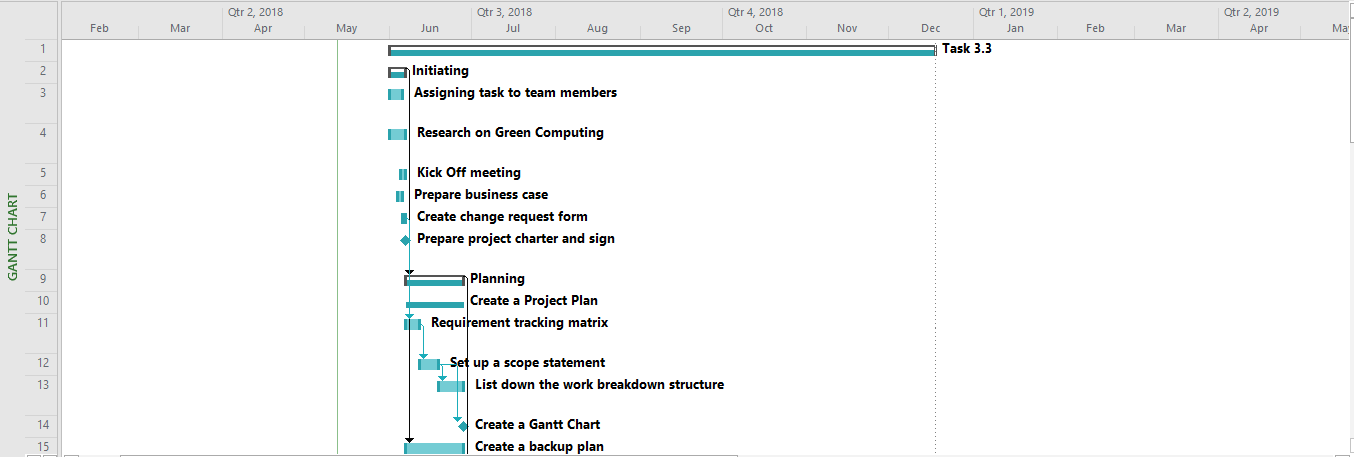 Qtr 2, 2018 Qtr 3, 2018 Qtr 4, 2018 Qtr 1, 2019 Qtr 2, 2019
Feb Mar Apr May Jun Jul Aug Sep Oct Nov Dec Jan Feb Mar Apr May
GANTT CHART
1 Task 3.3
2 Initiating
3 Assigning task to team members
4 Research on Green Computing
5 Kick Off meeting
6 Prepare business case
7 Create change request form
8 Prepare project charter and sign
9 Planning
10 Create a Project Plan
11 Requirement tracking matrix
12 Set up a scope statement
13 List down the work breakdown structure
14 Create a Gantt Chart
15 Create a backup plan